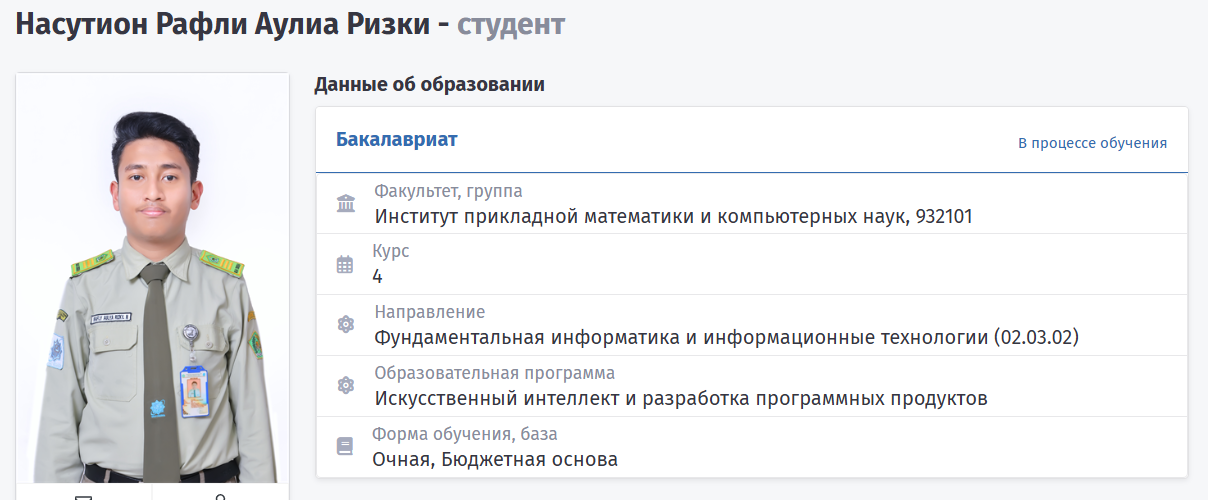 Насутион Рафли Аулиа Ризки - студент
Данные об образовании
Бакалавриат
В процессе обучения
Факультет, группа
Институт прикладной математики и компьютерных наук, 932101
Курс
4
Направление
Фундаментальная информатика и информационные технологии (02.03.02)
Образовательная программа
Искусственный интеллект и разработка программных продуктов
Форма обучения, база
Очная, Бюджетная основа